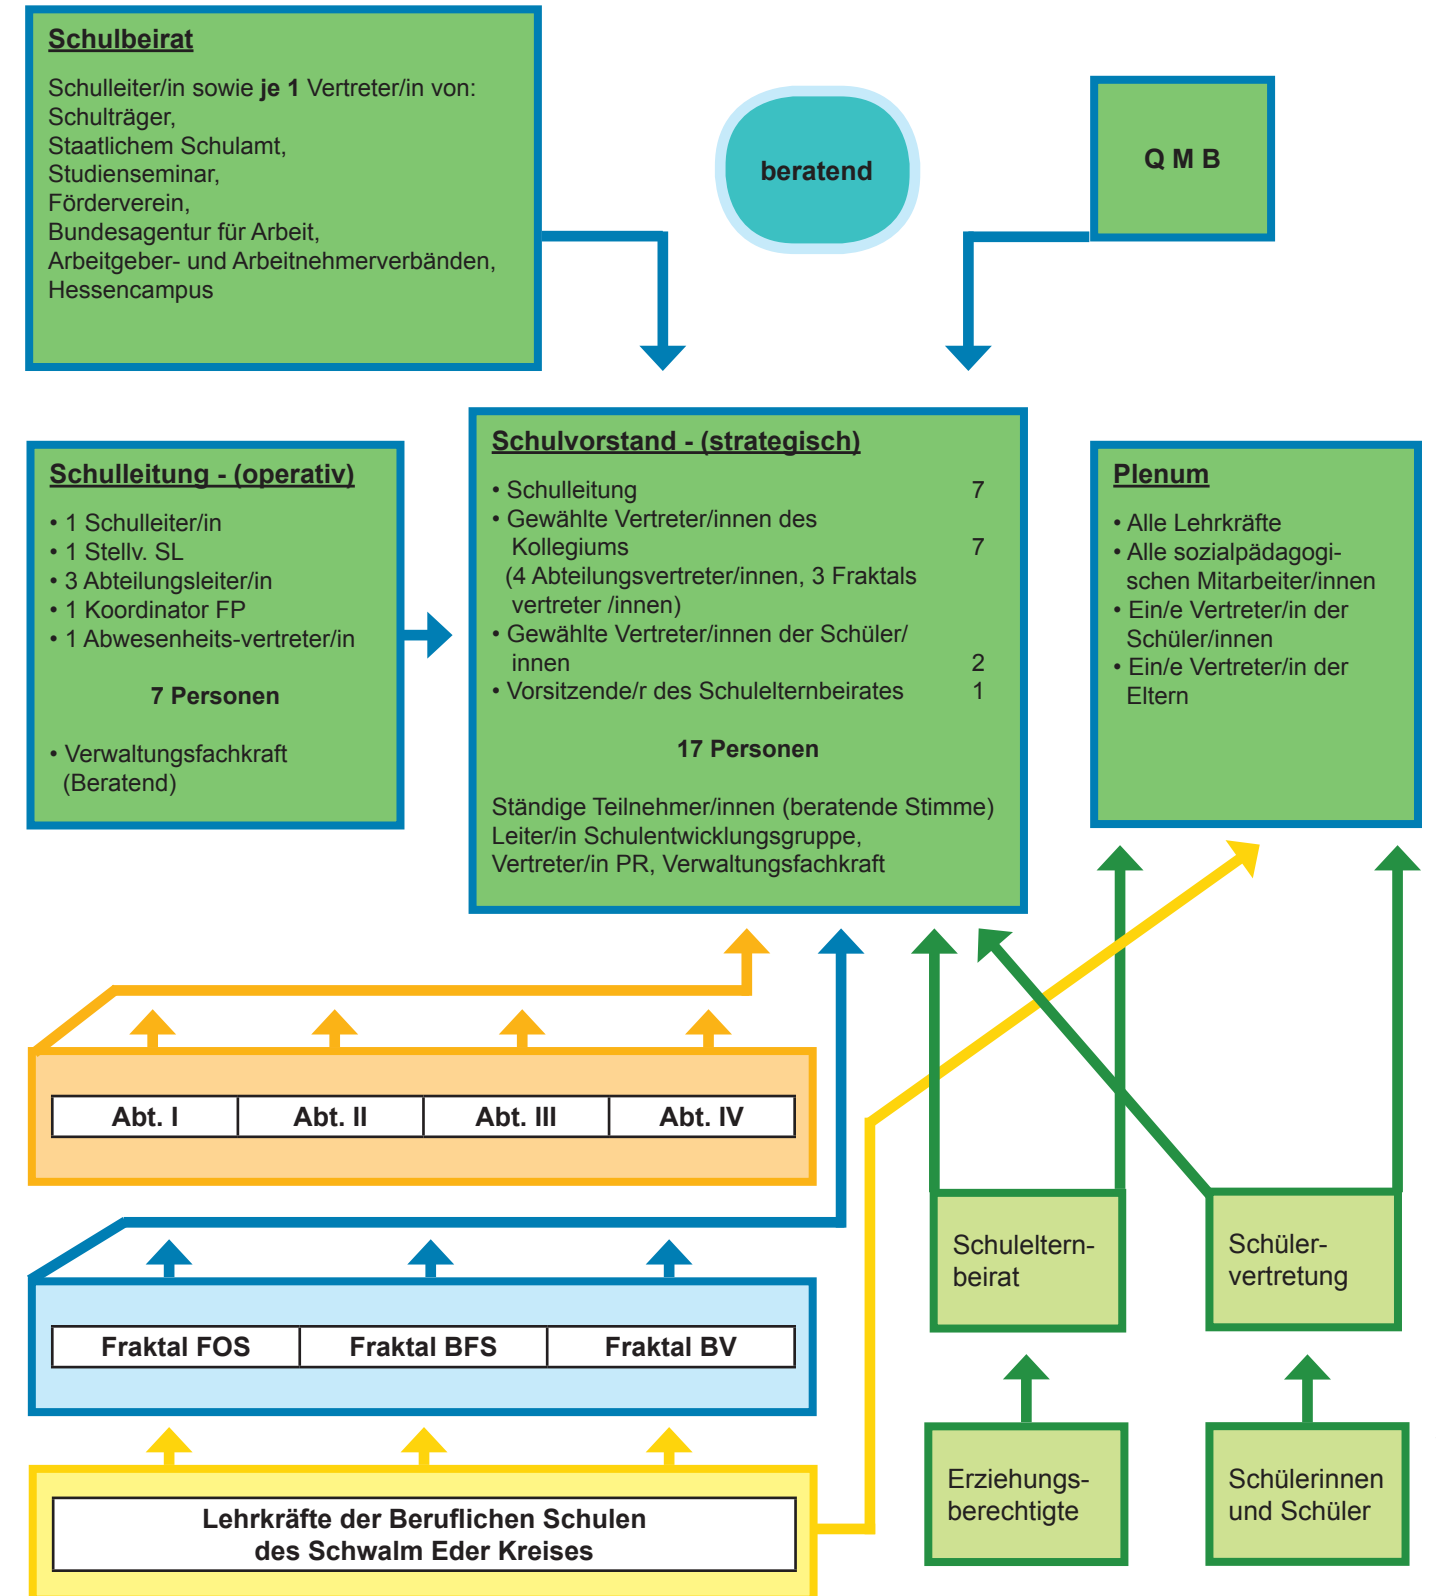 Schulbeirat
Schulleiter/in sowie je 1 Vertreter/in von:
Schulträger,
Staatlichem Schulamt,
Studienseminar,
Förderverein,
Bundesagentur für Arbeit,
Arbeitgeber- und Arbeitnehmerverbänden,
Hessencampus
beratend
Q M B
Schulleitung - (operativ)
• 1 Schulleiter/in
• 1 Stellv. SL
• 3 Abteilungsleiter/in
• 1 Koordinator FP
• 1 Abwesenheits-vertreter/in
7 Personen
• Verwaltungsfachkraft
(Beratend)
Schulvorstand - (strategisch)
• Schulleitung 7
• Gewählte Vertreter/innen des
Kollegiums 7
(4 Abteilungsvertreter/innen, 3 Fraktals
vertreter /innen)
• Gewählte Vertreter/innen der Schüler/
innen 2
• Vorsitzende/r des Schulelternbeirates 1
17 Personen
Ständige Teilnehmer/innen (beratende Stimme)
Leiter/in Schulentwicklungsgruppe,
Vertreter/in PR, Verwaltungsfachkraft
Plenum
• Alle Lehrkräfte
• Alle sozialpädagogi-
schen Mitarbeiter/innen
• Ein/e Vertreter/in der
Schüler/innen
• Ein/e Vertreter/in der
Eltern
Abt. I Abt. II Abt. III Abt. IV
Fraktal FOS Fraktal BFS Fraktal BV
Lehrkräfte der Beruflichen Schulen
des Schwalm Eder Kreises
Schuleltern-
beirat
Schüler-
vertretung
Erziehungs-
berechtigte
Schülerinnen
und Schüler